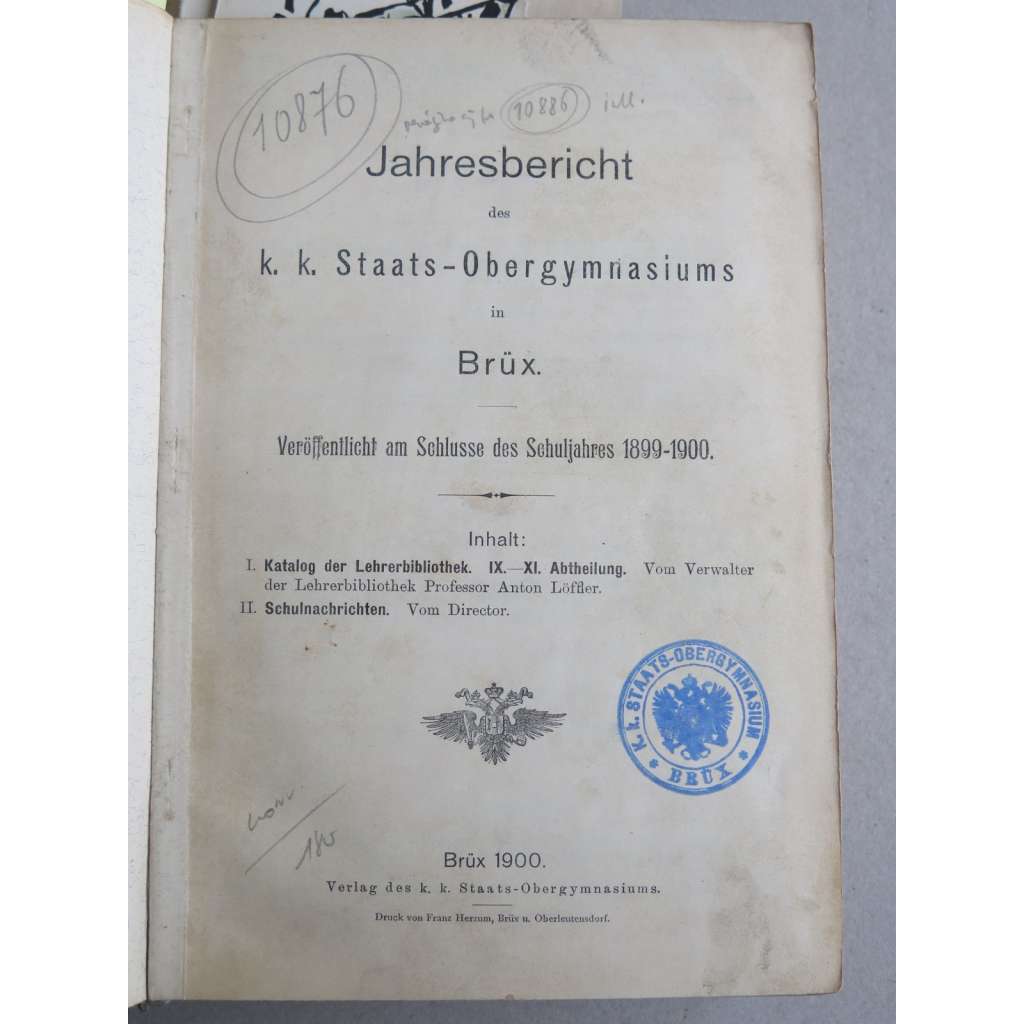 10876
10886 ill.
Jahresbericht
des
k. k. Staats-Obergymnasiums
in
Brüx.
Veröffentlicht am Schlusse des Schuljahres 1899-1900.
Inhalt:
I. Katalog der Lehrerbibliothek. IX.—XI. Abtheilung. Vom Verwalter
der Lehrerbibliothek Professor Anton Löffler.
II. Schulnachrichten. Vom Director.
K. k. STAATS-OBERGYMNASIUM
* BRÜX *
Brüx 1900.
Verlag des k. k. Staats-Obergymnasiums.
Druck von Franz Herzum, Brüx u. Oberleutensdorf.